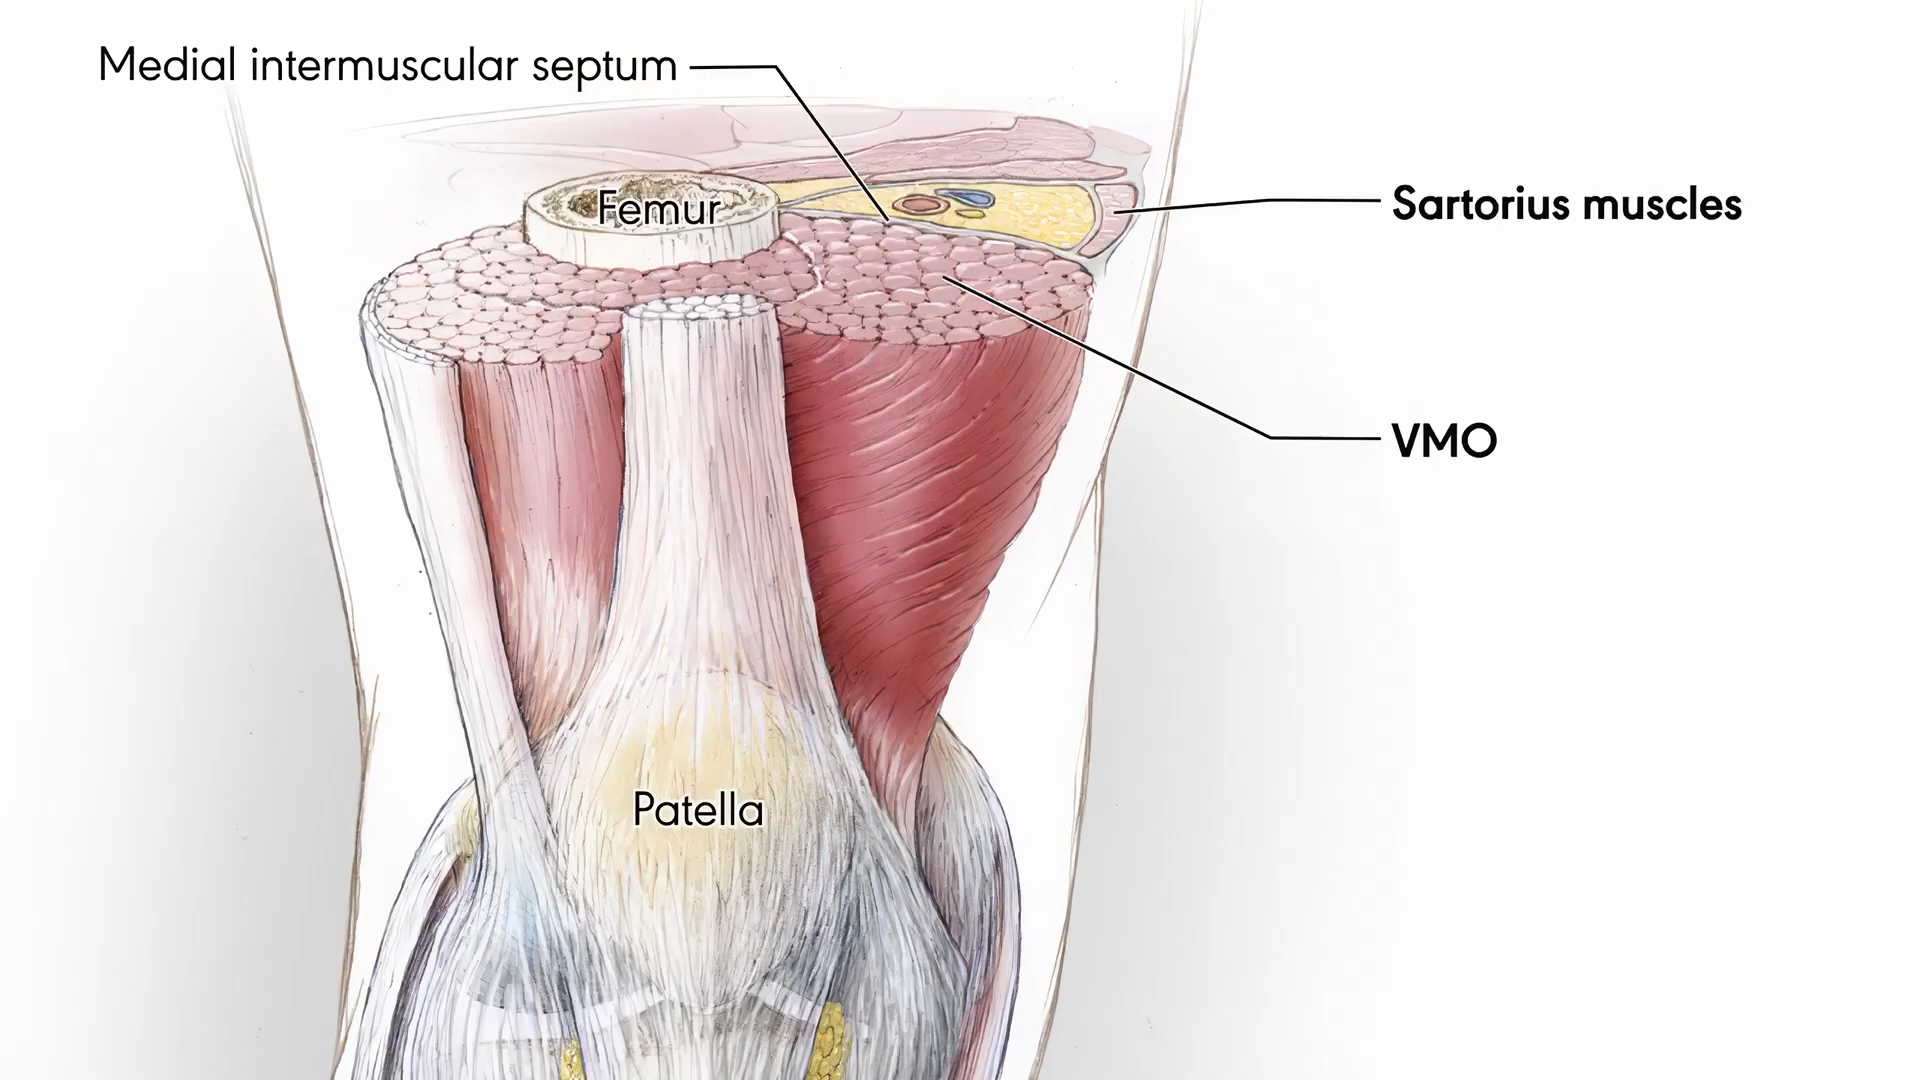 Medial intermuscular septum
Femur
Sartorius muscles
VMO
Patella